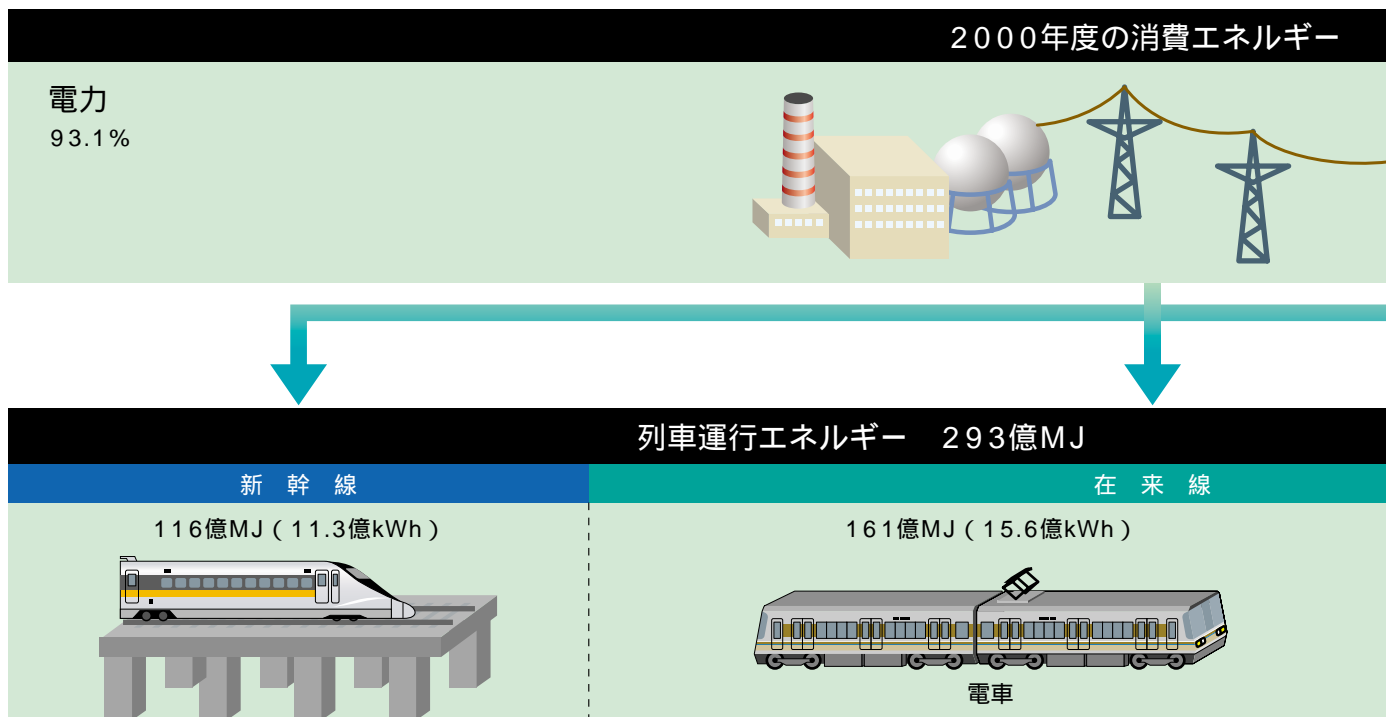 2000年度の消費エネルギー
電力
93.1%
列車運行エネルギー　293億MJ
新 幹 線
在 来 線
116億MJ（11.3億kWh）
161億MJ（15.6億kWh）
電車